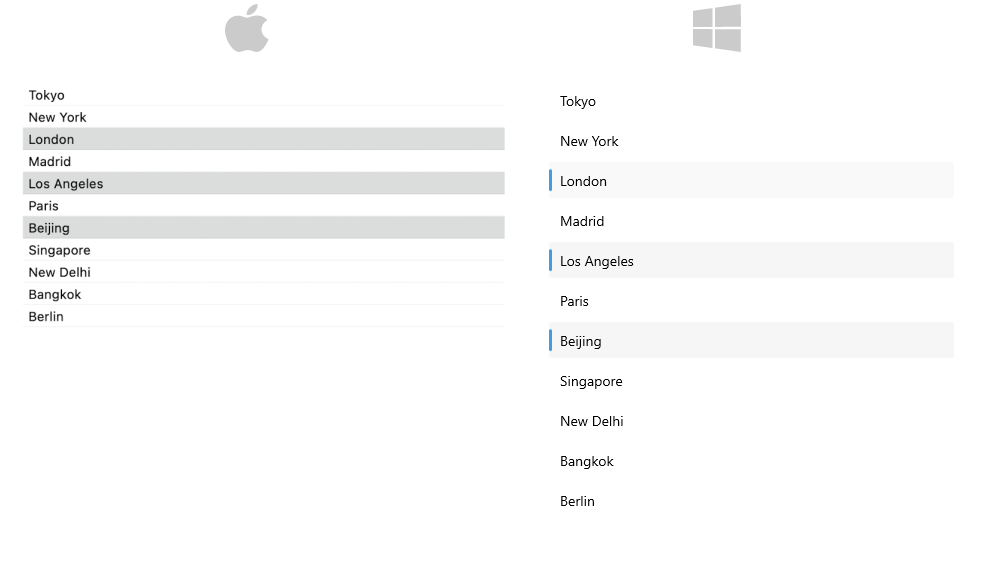 Tokyo
New York
London
Madrid
Los Angeles
Paris
Beijing
Singapore
New Delhi
Bangkok
Berlin
Tokyo
New York
London
Madrid
Los Angeles
Paris
Beijing
Singapore
New Delhi
Bangkok
Berlin